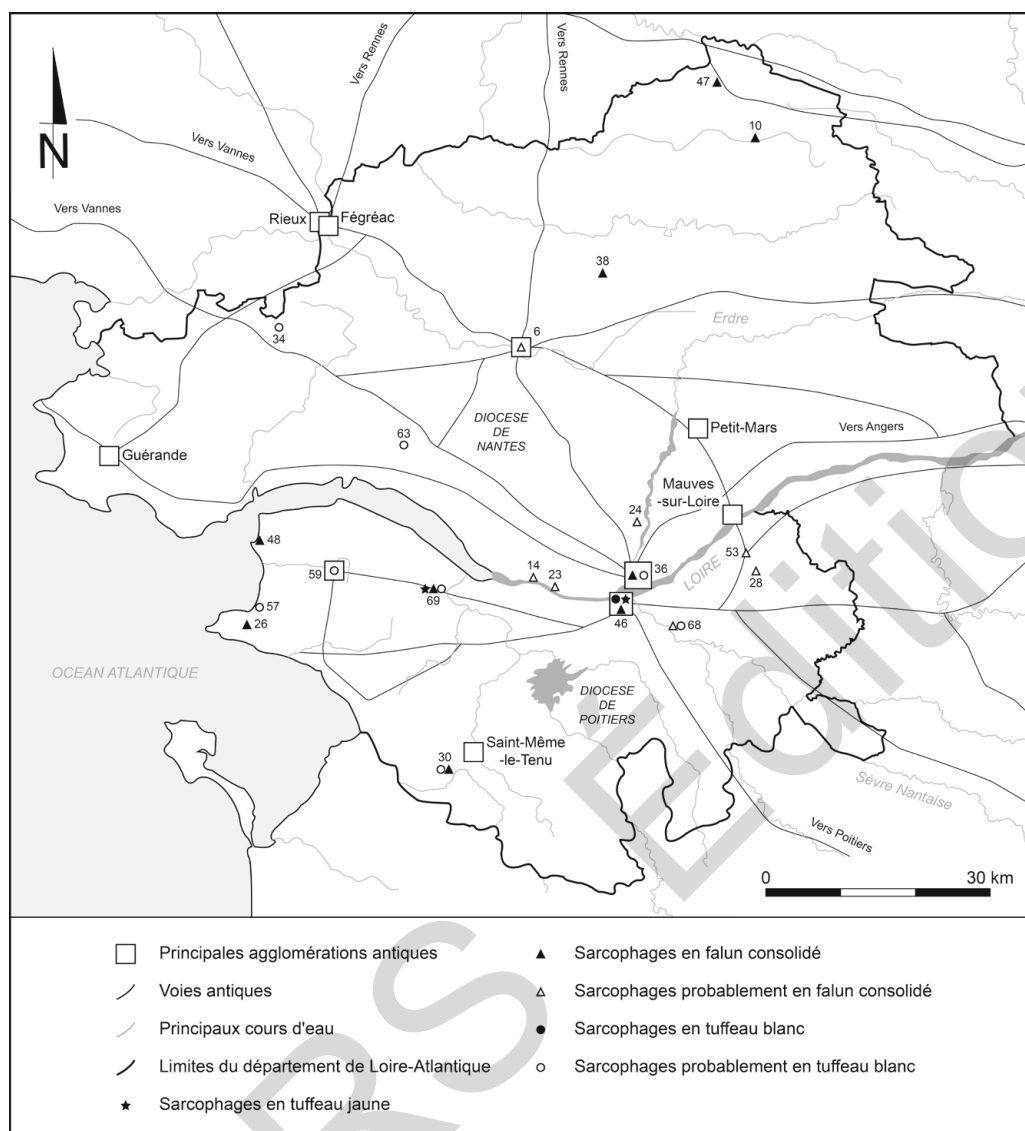 Vers Rennes
Vers Rennes
47
10
N
Vers Vannes
Vers Vannes
Rieux
Fégréac
38
34
6
Erdre
DIOCESE
DE
NANTES
Petit-Mars
63
Vers Angers
Guérande
Mauves
-sur-Loire
24
48
53
59
14
23
36
LOIRE
28
69
57
26
46
68
OCEAN ATLANTIQUE
DIOCESE
DE
POITIERS
Saint-Même
-le-Tenu
30
Sèvre Nantaise
Vers Poitiers
0 30 km
Principales agglomérations antiques
Voies antiques
Principaux cours d'eau
Limites du département de Loire-Atlantique
Sarcophages en tuffeau jaune
Sarcophages en falun consolidé
Sarcophages probablement en falun consolidé
Sarcophages en tuffeau blanc
Sarcophages probablement en tuffeau blanc
RS Éditio